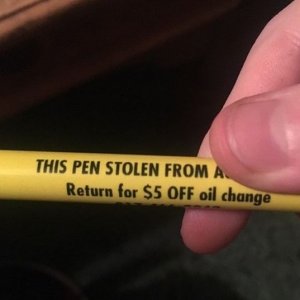 THIS PEN STOLEN FROM
Return for $5 OFF oil change